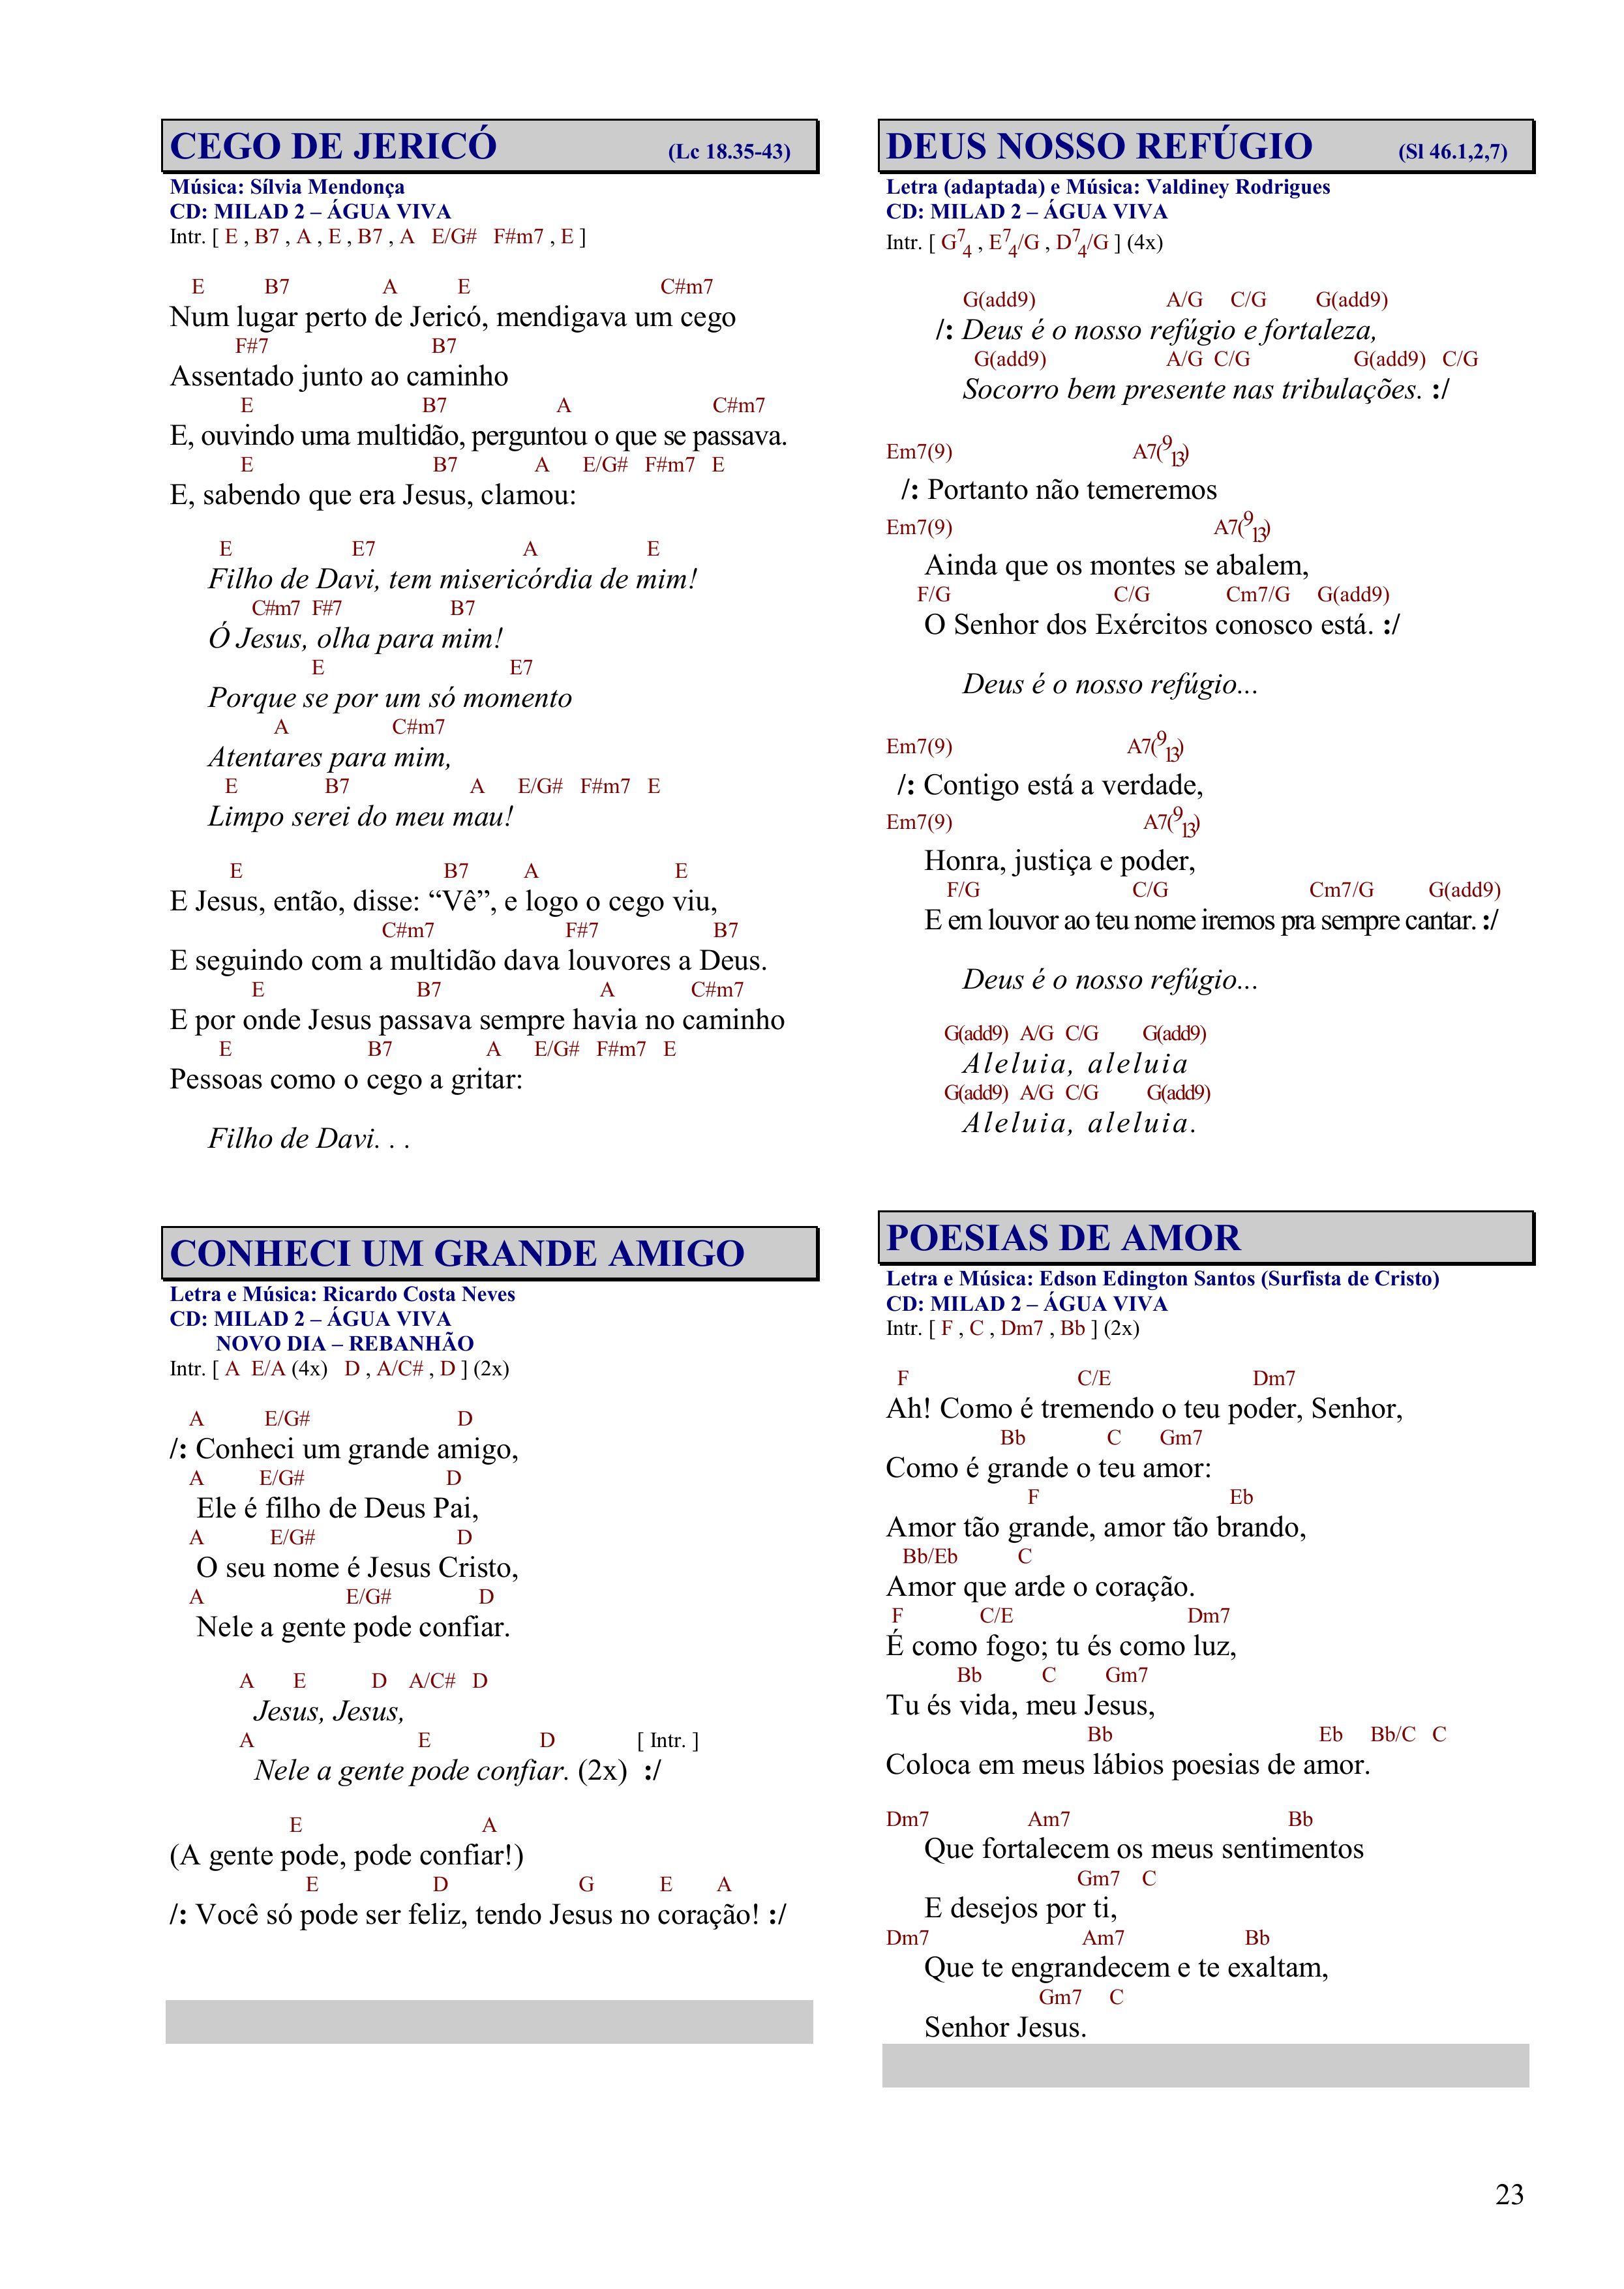 CEGO DE JERICÓ (Lc 18.35-43)
Música: Sílvia Mendonça
CD: MILAD 2 – ÁGUA VIVA
Intr. [ E , B7 , A , E , B7 , A E/G# F#m7 , E ]
E B7 A E C#m7
Num lugar perto de Jericó, mendigava um cego
F#7 B7
Assentado junto ao caminho
E B7 A C#m7
E, ouvindo uma multidão, perguntou o que se passava.
E B7 A E/G# F#m7 E
E, sabendo que era Jesus, clamou:
E E7 A E
Filho de Davi, tem misericórdia de mim!
C#m7 F#7 B7
Ó Jesus, olha para mim!
E E7
Porque se por um só momento
A C#m7
Atentares para mim,
E B7 A E/G# F#m7 E
Limpo serei do meu mau!
E B7 A E
E Jesus, então, disse: “Vê”, e logo o cego viu,
C#m7 F#7 B7
E seguindo com a multidão dava louvores a Deus.
E B7 A C#m7
E por onde Jesus passava sempre havia no caminho
E B7 A E/G# F#m7 E
Pessoas como o cego a gritar:
Filho de Davi. . .
CONHECI UM GRANDE AMIGO
Letra e Música: Ricardo Costa Neves
CD: MILAD 2 – ÁGUA VIVA
NOVO DIA – REBANHÃO
Intr. [ A E/A (4x) D , A/C# , D ] (2x)
A E/G# D
/: Conheci um grande amigo,
A E/G# D
Ele é filho de Deus Pai,
A E/G# D
O seu nome é Jesus Cristo,
A E/G# D
Nele a gente pode confiar.
A E D A/C# D
Jesus, Jesus,
A E D [ Intr. ]
Nele a gente pode confiar. (2x) :/
E A
(A gente pode, pode confiar!)
E D G E A
/: Você só pode ser feliz, tendo Jesus no coração! :/
DEUS NOSSO REFÚGIO (Sl 46.1,2,7)
Letra (adaptada) e Música: Valdiney Rodrigues
CD: MILAD 2 – ÁGUA VIVA
Intr. [ G74 , E74/G , D74/G ] (4x)
G(add9) A/G C/G G(add9)
/: Deus é o nosso refúgio e fortaleza,
G(add9) A/G C/G G(add9) C/G
Socorro bem presente nas tribulações. :/
Em7(9) A7(913)
/: Portanto não temeremos
Em7(9) A7(913)
Ainda que os montes se abalem,
F/G C/G Cm7/G G(add9)
O Senhor dos Exércitos conosco está. :/
Deus é o nosso refúgio...
Em7(9) A7(913)
/: Contigo está a verdade,
Em7(9) A7(913)
Honra, justiça e poder,
F/G C/G Cm7/G G(add9)
E em louvor ao teu nome iremos pra sempre cantar. :/
Deus é o nosso refúgio...
G(add9) A/G C/G G(add9)
Aleluia, aleluia
G(add9) A/G C/G G(add9)
Aleluia, aleluia.
POESIAS DE AMOR
Letra e Música: Edson Edington Santos (Surfista de Cristo)
CD: MILAD 2 – ÁGUA VIVA
Intr. [ F , C , Dm7 , Bb ] (2x)
F C/E Dm7
Ah! Como é tremendo o teu poder, Senhor,
Bb C Gm7
Como é grande o teu amor:
F Eb
Amor tão grande, amor tão brando,
Bb/Eb C
Amor que arde o coração.
F C/E Dm7
É como fogo; tu és como luz,
Bb C Gm7
Tu és vida, meu Jesus,
Bb Eb Bb/C C
Coloca em meus lábios poesias de amor.
Dm7 Am7 Bb
Que fortalecem os meus sentimentos
Gm7 C
E desejos por ti,
Dm7 Am7 Bb
Que te engrandecem e te exaltam,
Gm7 C
Senhor Jesus.
23